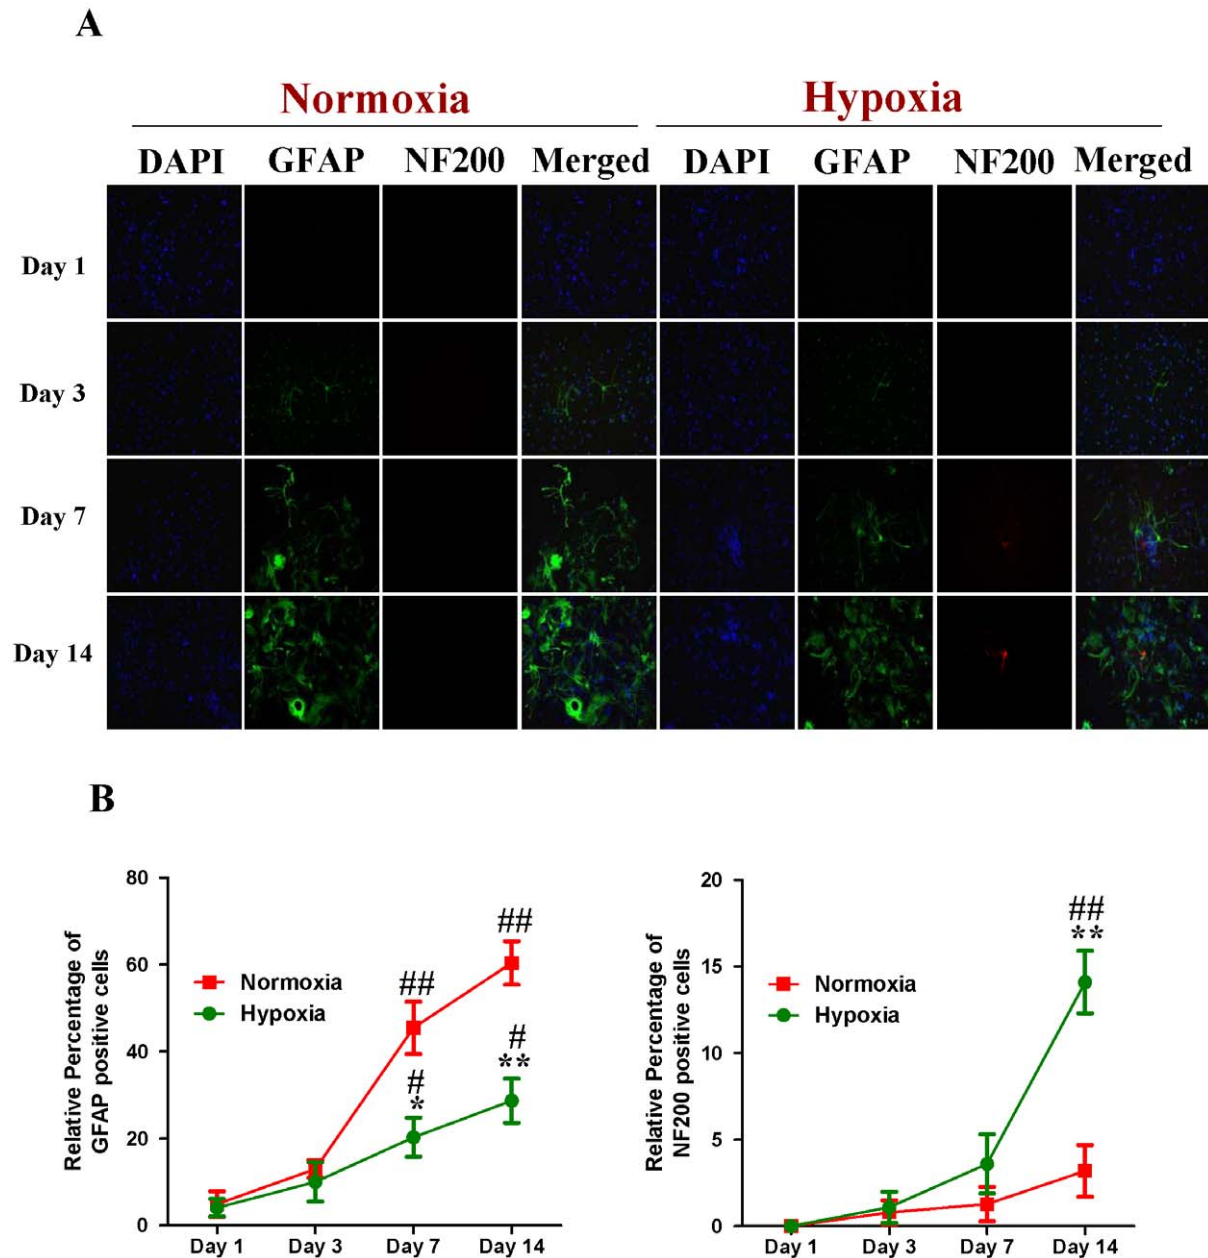 A
Normoxia Hypoxia
DAPI GFAP NF200 Merged DAPI GFAP NF200 Merged
Day 1
Day 3
Day 7
Day 14
B
Relative Percentage of
GFAP positive cells
80
60
40
20
0
Normoxia
Hypoxia
##
##
#
*
#
**
Day 1 Day 3 Day 7 Day 14
Relative Percentage of
NF200 positive cells
20
15
10
5
0
Normoxia
Hypoxia
##
**
Day 1 Day 3 Day 7 Day 14